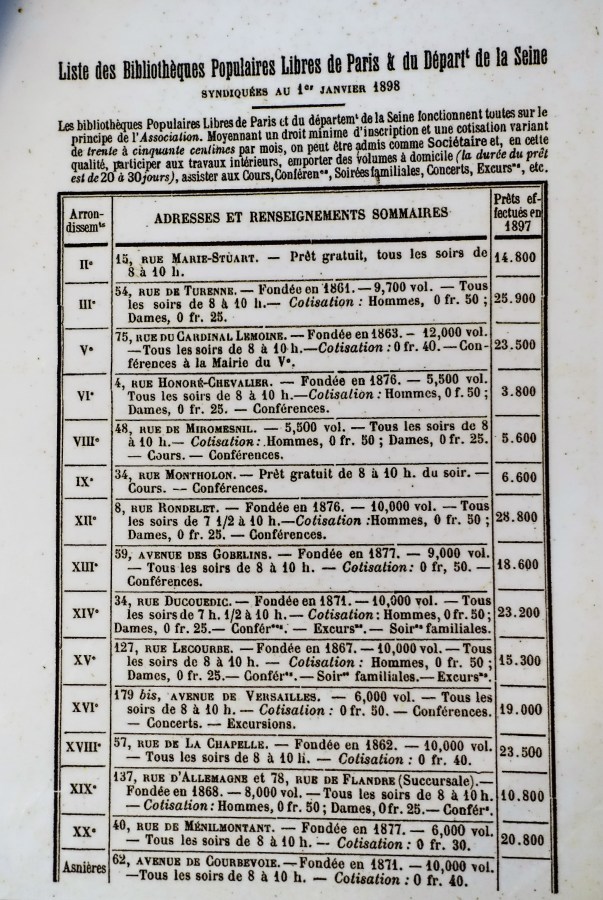 Liste des Bibliothèques Populaires Libres de Paris & du Départᵗ de la Seine
SYNDIQUÉES AU 1er JANVIER 1898
Les bibliothèques Populaires Libres de Paris et du départemᵗ de la Seine fonctionnent toutes sur le
principe de l'Association. Moyennant un droit minime d'inscription et une cotisation variant
de trente à cinquante centimes par mois, on peut être admis comme Sociétaire et, en cette
qualité, participer aux travaux intérieurs, emporter des volumes à domicile (la durée du prêt
est de 20 à 30 jours), assister aux Cours, Conférenᶜᵉˢ, Soirées familiales, Concerts, Excursⁿˢ, etc.
Arron-
dissemᵗˢ
ADRESSES ET RENSEIGNEMENTS SOMMAIRES
Prêts ef-
fectués en
1897
IIe
15, RUE MARIE-STUART. — Prêt gratuit, tous les soirs de
8 à 10 h.
14.800
IIIe
54, RUE DE TURENNE. — Fondée en 1861. — 9,700 vol. — Tous
les soirs de 8 à 10 h. — Cotisation : Hommes, 0 fr. 50 ;
Dames, 0 fr. 25.
25.900
Ve
75, RUE DU CARDINAL LEMOINE. — Fondée en 1863. — 12,000 vol.
— Tous les soirs de 8 à 10 h. — Cotisation : 0 fr. 40. — Con-
férences à la Mairie du Ve.
23.500
VIe
4, RUE HONORÉ-CHEVALIER. — Fondée en 1876. — 5,500 vol.
Tous les soirs de 8 à 10 h. — Cotisation : Hommes, 0 f. 50 ;
Dames, 0 fr. 25. — Conférences.
3.800
VIIIe
48, RUE DE MIROMESNIL. — 5,500 vol. — Tous les soirs de 8
à 10 h. — Cotisation : Hommes, 0 fr. 50 ; Dames, 0 fr. 25.
— Cours. — Conférences.
5.600
IXe
34, RUE MONTHOLON. — Prêt gratuit de 8 à 10 h. du soir. —
Cours. — Conférences.
6.600
XIIe
8, RUE RONDELET. — Fondée en 1876. — 10,000 vol. — Tous
les soirs de 7 1/2 à 10 h. — Cotisation : Hommes, 0 fr. 50 ;
Dames, 0 fr. 25. — Conférences.
28.800
XIIIe
59, AVENUE DES GOBELINS. — Fondée en 1877. — 9,000 vol.
— Tous les soirs de 8 à 10 h. — Cotisation : 0 fr, 50. —
Conférences.
18.600
XIVe
34, RUE DUCOUEDIC. — Fondée en 1871. — 10,000 vol. — Tous
les soirs de 7 h. 1/2 à 10 h. — Cotisation : Hommes, 0 fr. 50 ;
Dames, 0 fr. 25. — Conférᶜᵉˢ. — Excursⁿˢ. — Soirᵉˢ familiales.
23.200
XVe
127, RUE LECOURBE. — Fondée en 1867. — 10,000 vol. — Tous
les soirs de 8 à 10 h. — Cotisation : Hommes, 0 fr. 50 ;
Dames, 0 fr. 25. — Conférᶜᵉˢ. — Soirᵉˢ familiales. — Excursⁿˢ.
15.300
XVIe
179 bis, AVENUE DE VERSAILLES. — 6,000 vol. — Tous les
soirs de 8 à 10 h. — Cotisation : 0 fr. 50. — Conférences.
— Concerts. — Excursions.
19.000
XVIIIe
57, RUE DE LA CHAPELLE. — Fondée en 1862. — 10,000 vol.
— Tous les soirs de 8 à 10 h. — Cotisation : 0 fr. 40.
23.500
XIXe
137, RUE D'ALLEMAGNE et 78, RUE DE FLANDRE (Succursale). —
Fondée en 1868. — 8,000 vol. — Tous les soirs de 8 à 10 h.
— Cotisation : Hommes, 0 fr. 50 ; Dames, 0 fr. 25. — Conférᶜᵉˢ.
10.800
XXe
40, RUE DE MÉNILMONTANT. — Fondée en 1877. — 6,000 vol.
— Tous les soirs de 8 à 10 h. — Cotisation : 0 fr. 30.
20.800
Asnières
62, AVENUE DE COURBEVOIE. — Fondée en 1871. — 10,000 vol.
— Tous les soirs de 8 à 10 h. — Cotisation : 0 fr. 40.